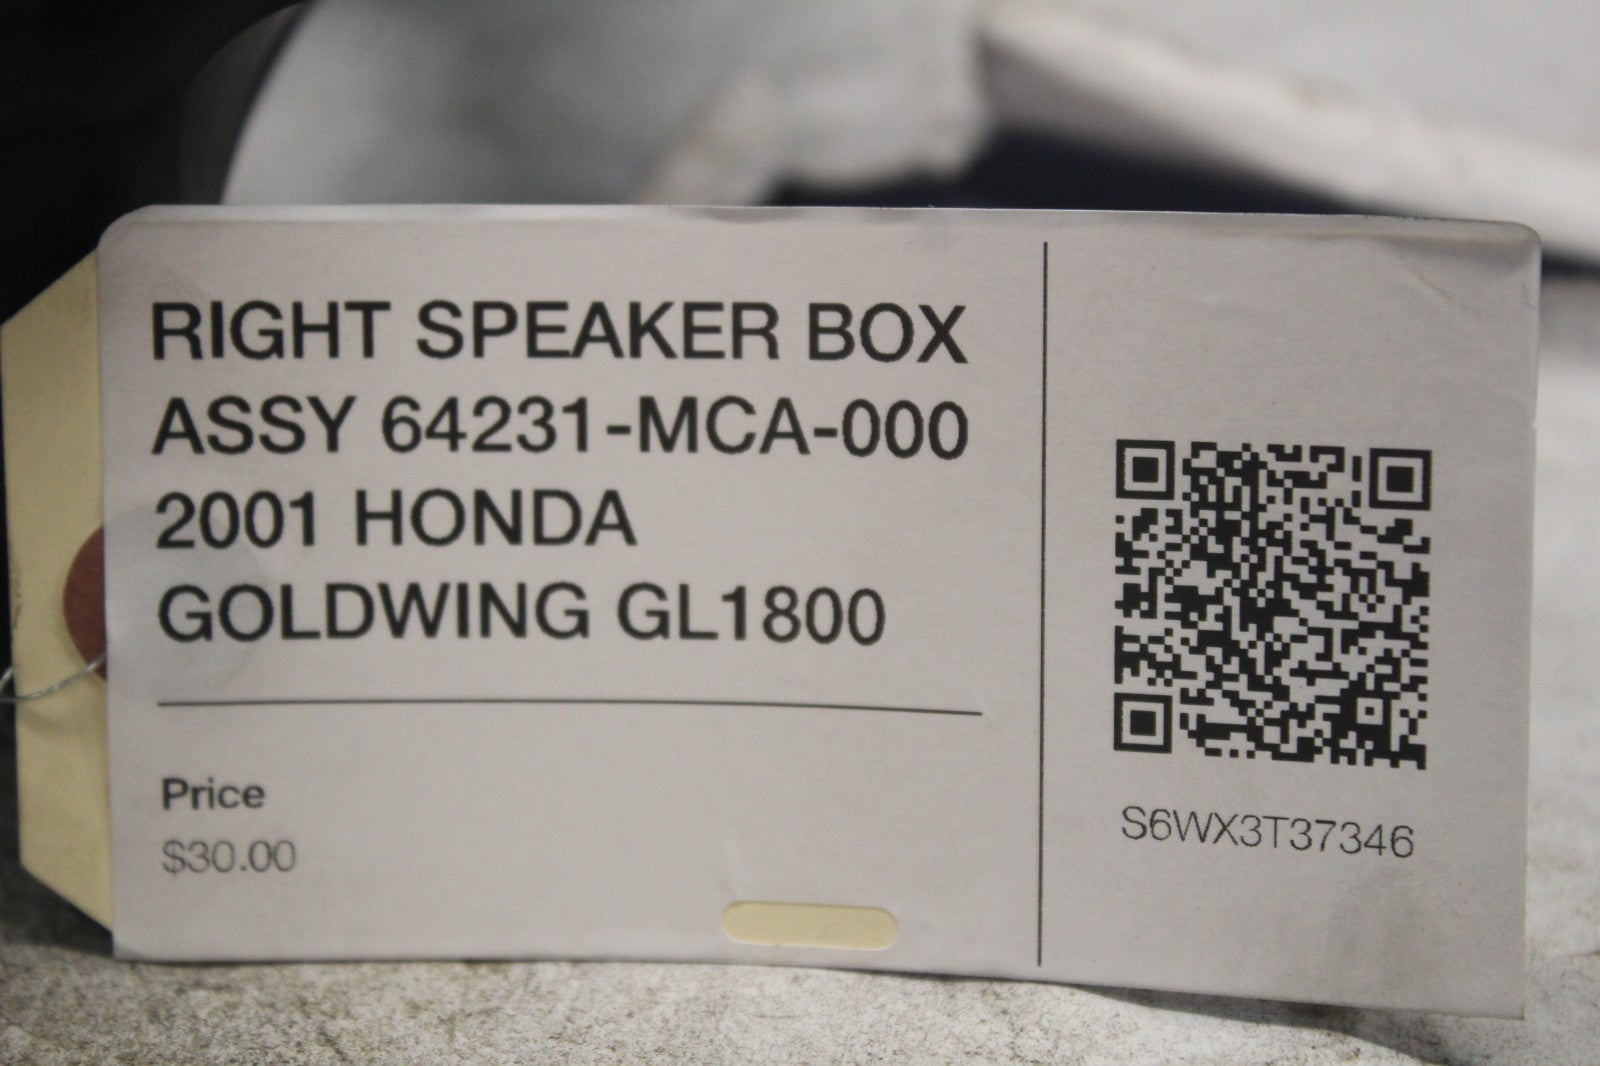 RIGHT SPEAKER BOX
ASSY 64231-MCA-000
2001 HONDA
GOLDWING GL1800
Price
$30.00
S6WX3T37346